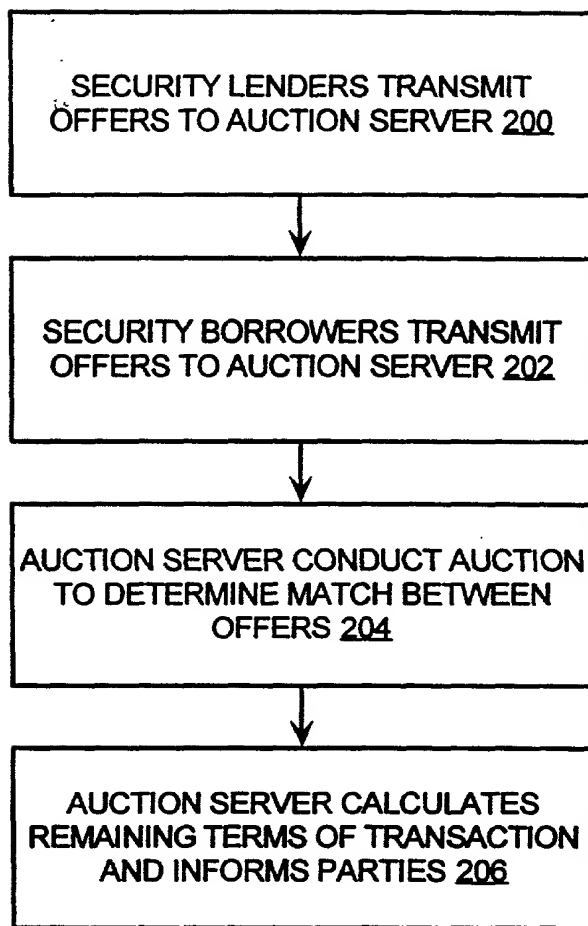 SECURITY LENDERS TRANSMIT
OFFERS TO AUCTION SERVER 200
SECURITY BORROWERS TRANSMIT
OFFERS TO AUCTION SERVER 202
AUCTION SERVER CONDUCT AUCTION
TO DETERMINE MATCH BETWEEN
OFFERS 204
AUCTION SERVER CALCULATES
REMAINING TERMS OF TRANSACTION
AND INFORMS PARTIES 206